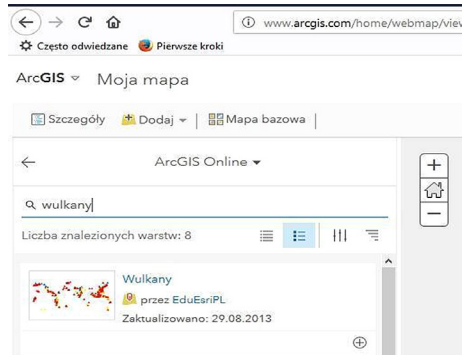 www.arcgis.com/home/webmap/view
Często odwiedzane Pierwsze kroki
ArcGIS Moja mapa
Szczegóły Dodaj Mapa bazowa
ArcGIS Online
wulkany
Liczba znalezionych warstw: 8
Wulkany
przez EduEsriPL
Zaktualizowano: 29.08.2013